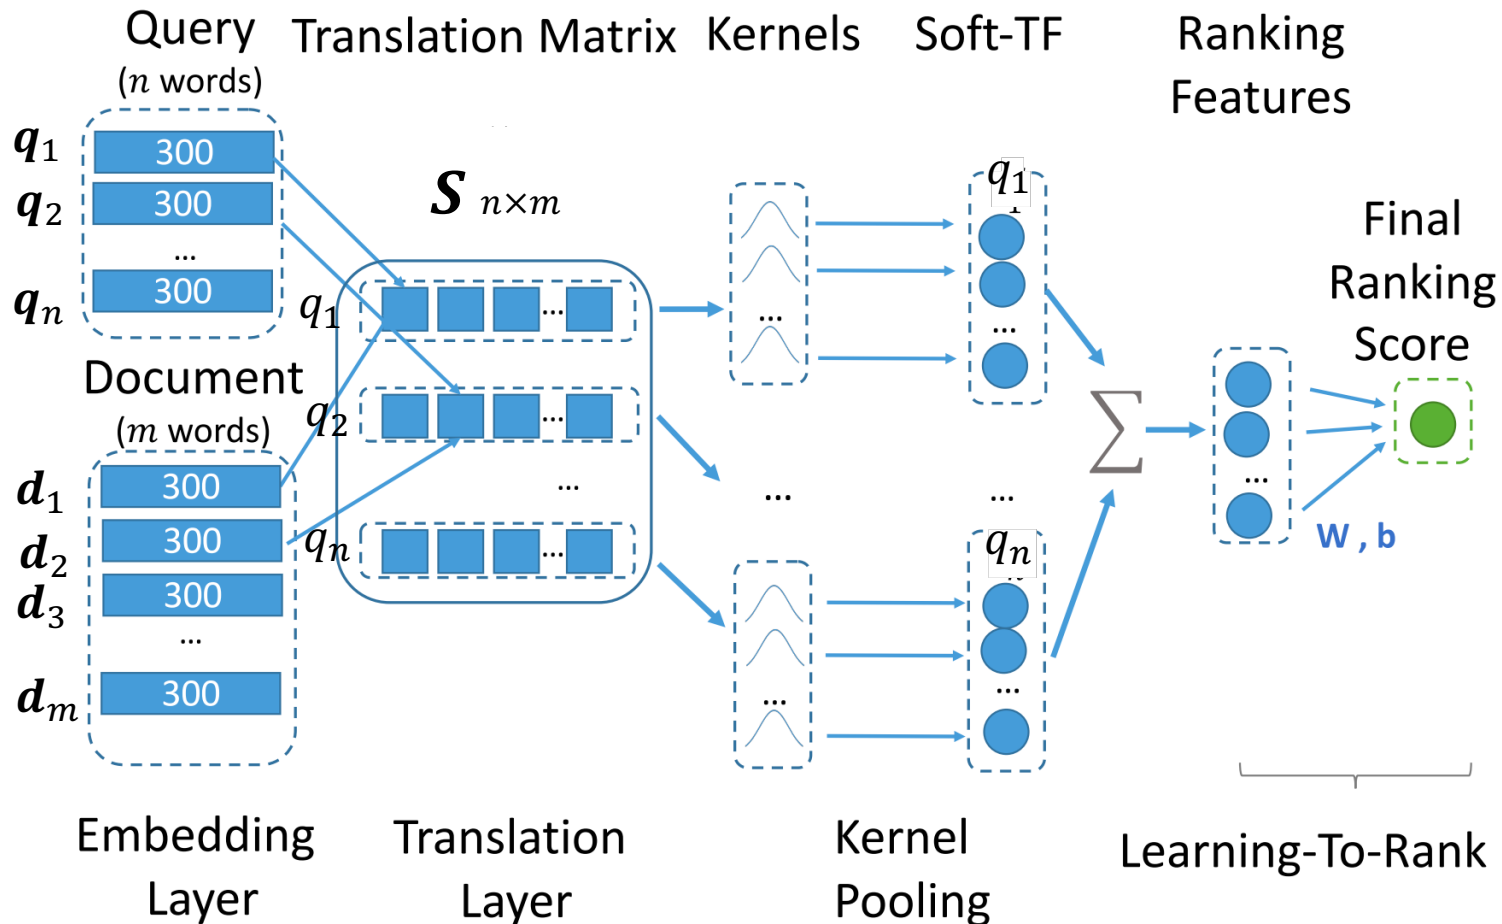 Query
(n words)
Translation Matrix
Kernels
Soft-TF
Ranking
Features
q1
300
q2
300
...
qn
300
S n×m
q1
...
q2
...
...
qn
...
Document
(m words)
d1
300
d2
300
d3
300
...
dm
300
...
...
...
q1
...
...
qn
...
Σ
...
W , b
Final
Ranking
Score
Embedding
Layer
Translation
Layer
Kernel
Pooling
Learning-To-Rank